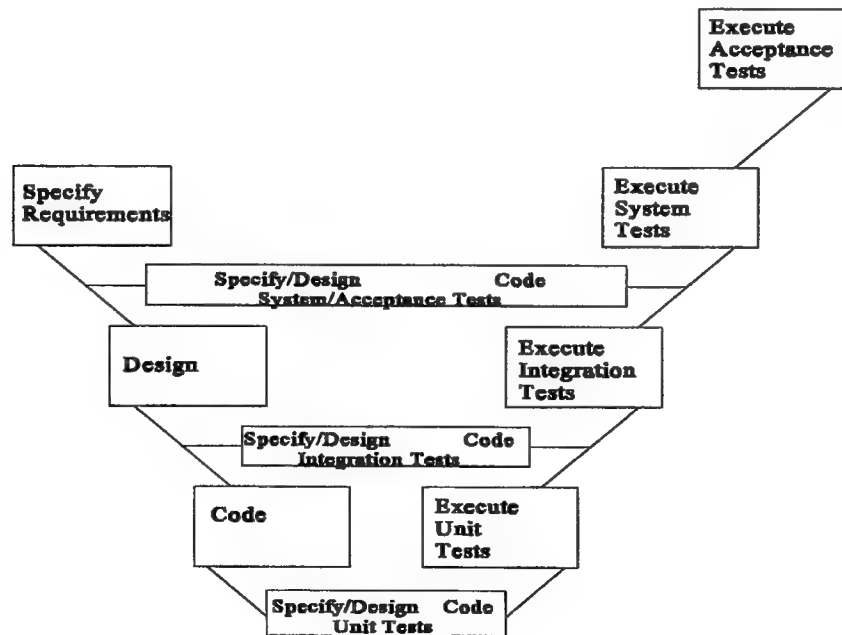 Execute
Acceptance
Tests
Specify
Requirements
Execute
System
Tests
Specify/Design Code
System/Acceptance Tests
Design
Execute
Integration
Tests
Specify/Design Code
Integration Tests
Code
Execute
Unit
Tests
Specify/Design Code
Unit Tests